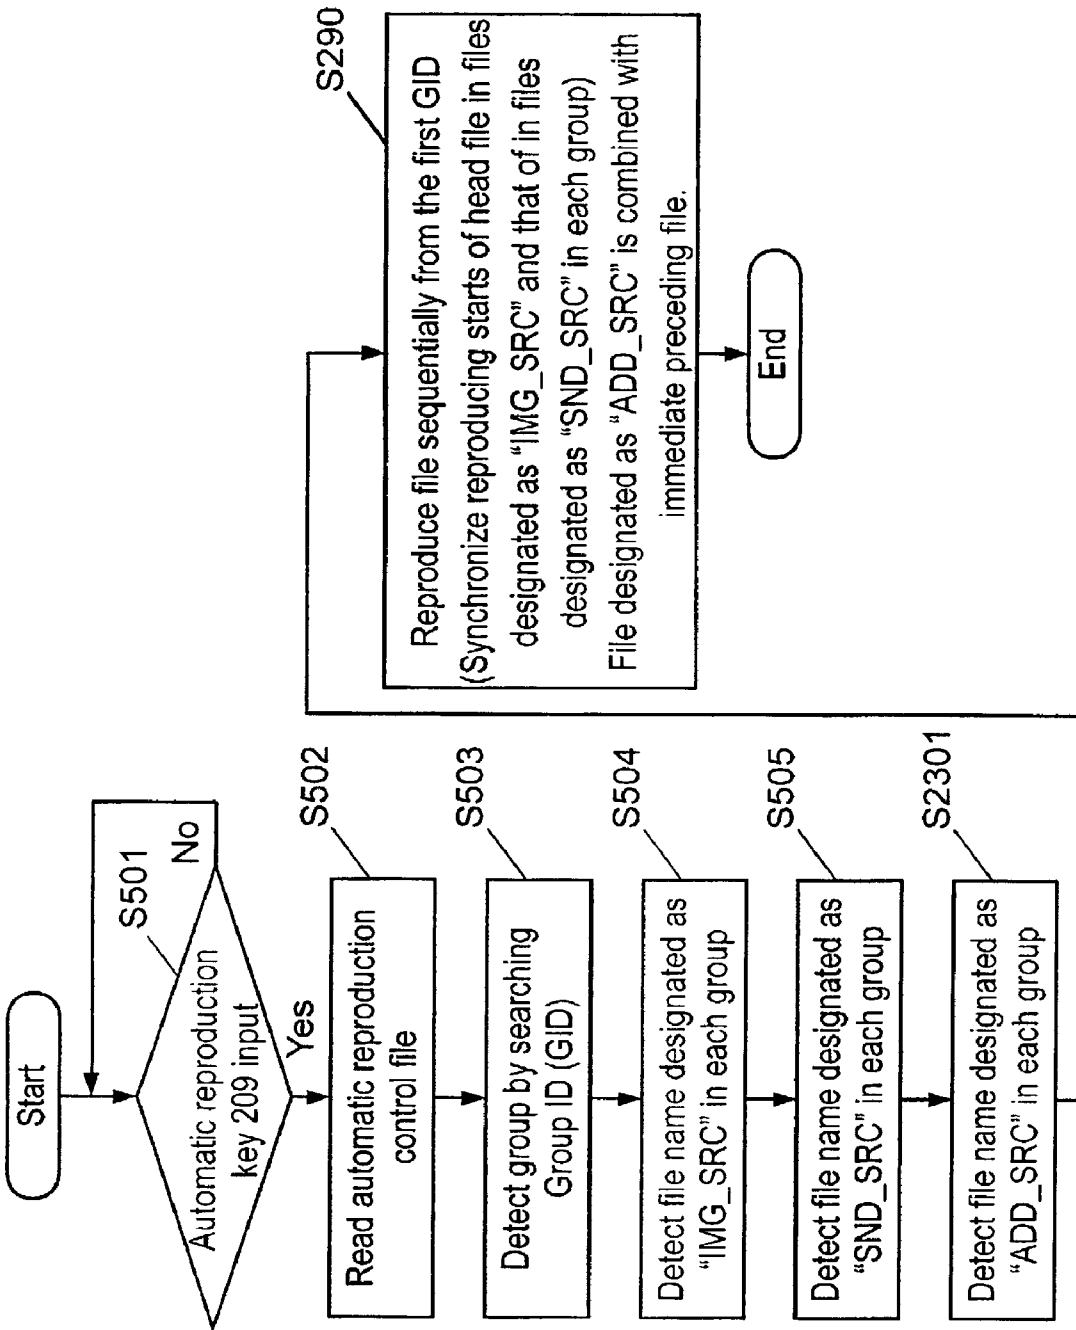 Start
S501
Automatic reproduction
key 209 input
No
Yes
S502
Read automatic reproduction
control file
S503
Detect group by searching
Group ID (GID)
S504
Detect file name designated as
“IMG_SRC” in each group
S505
Detect file name designated as
“SND_SRC” in each group
S2301
Detect file name designated as
“ADD_SRC” in each group
S290
Reproduce file sequentially from the first GID
(Synchronize reproducing starts of head file in files
designated as “IMG_SRC” and that of in files
designated as “SND_SRC” in each group)
File designated as “ADD_SRC” is combined with
immediate preceding file.
End